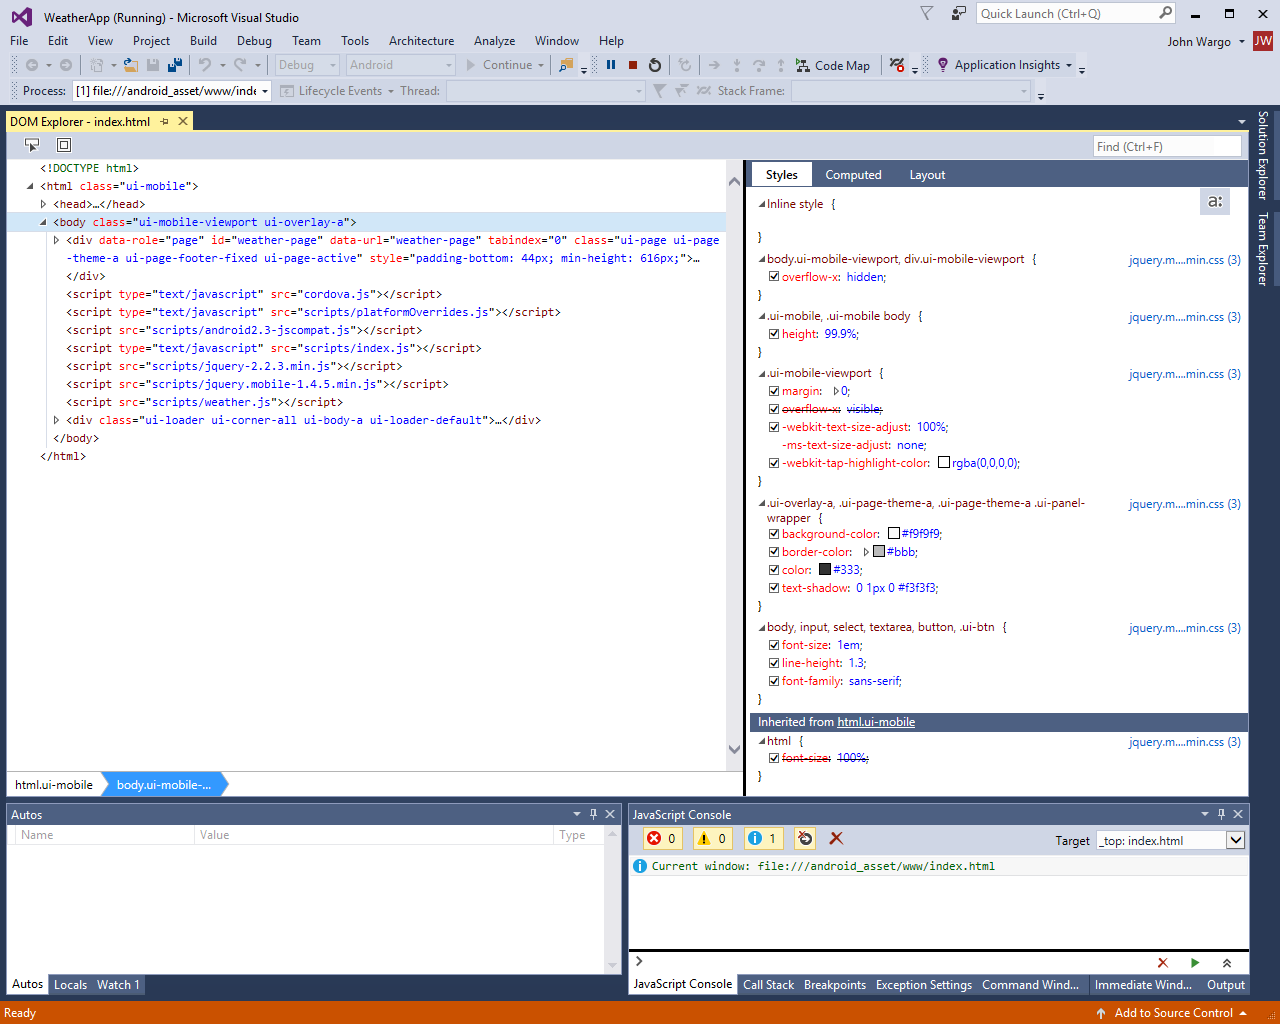 WeatherApp (Running) - Microsoft Visual Studio
Quick Launch (Ctrl+Q)
File Edit View Project Build Debug Team Tools Architecture Analyze Window Help
John Wargo JW
Debug Android Continue Code Map Application Insights
Process: [1] file:///android_asset/www/inde Lifecycle Events Thread: Stack Frame:
DOM Explorer - index.html
Find (Ctrl+F)
Solution Explorer
Team Explorer
<!DOCTYPE html>
<html class="ui-mobile">
<head>…</head>
<body class="ui-mobile-viewport ui-overlay-a">
<div data-role="page" id="weather-page" data-url="weather-page" tabindex="0" class="ui-page ui-page
-theme-a ui-page-footer-fixed ui-page-active" style="padding-bottom: 44px; min-height: 616px;">…
</div>
<script type="text/javascript" src="cordova.js"></script>
<script type="text/javascript" src="scripts/platformOverrides.js"></script>
<script src="scripts/android2.3-jscompat.js"></script>
<script type="text/javascript" src="scripts/index.js"></script>
<script src="scripts/jquery-2.2.3.min.js"></script>
<script src="scripts/jquery.mobile-1.4.5.min.js"></script>
<script src="scripts/weather.js"></script>
<div class="ui-loader ui-corner-all ui-body-a ui-loader-default">…</div>
</body>
</html>
html.ui-mobile body.ui-mobile-...
Styles Computed Layout
a:
Inline style {
}
body.ui-mobile-viewport, div.ui-mobile-viewport { jquery.m....min.css (3)
overflow-x: hidden;
}
.ui-mobile, .ui-mobile body { jquery.m....min.css (3)
height: 99.9%;
}
.ui-mobile-viewport { jquery.m....min.css (3)
margin: 0;
overflow-x: visible;
-webkit-text-size-adjust: 100%;
-ms-text-size-adjust: none;
-webkit-tap-highlight-color: rgba(0,0,0,0);
}
.ui-overlay-a, .ui-page-theme-a, .ui-page-theme-a .ui-panel- jquery.m....min.css (3)
wrapper {
background-color: #f9f9f9;
border-color: #bbb;
color: #333;
text-shadow: 0 1px 0 #f3f3f3;
}
body, input, select, textarea, button, .ui-btn { jquery.m....min.css (3)
font-size: 1em;
line-height: 1.3;
font-family: sans-serif;
}
Inherited from html.ui-mobile
html { jquery.m....min.css (3)
font-size: 100%;
}
Autos
Name Value Type
Autos Locals Watch 1
JavaScript Console
0 0 1 Target _top: index.html
Current window: file:///android_asset/www/index.html
JavaScript Console Call Stack Breakpoints Exception Settings Command Wind... Immediate Wind... Output
Ready Add to Source Control